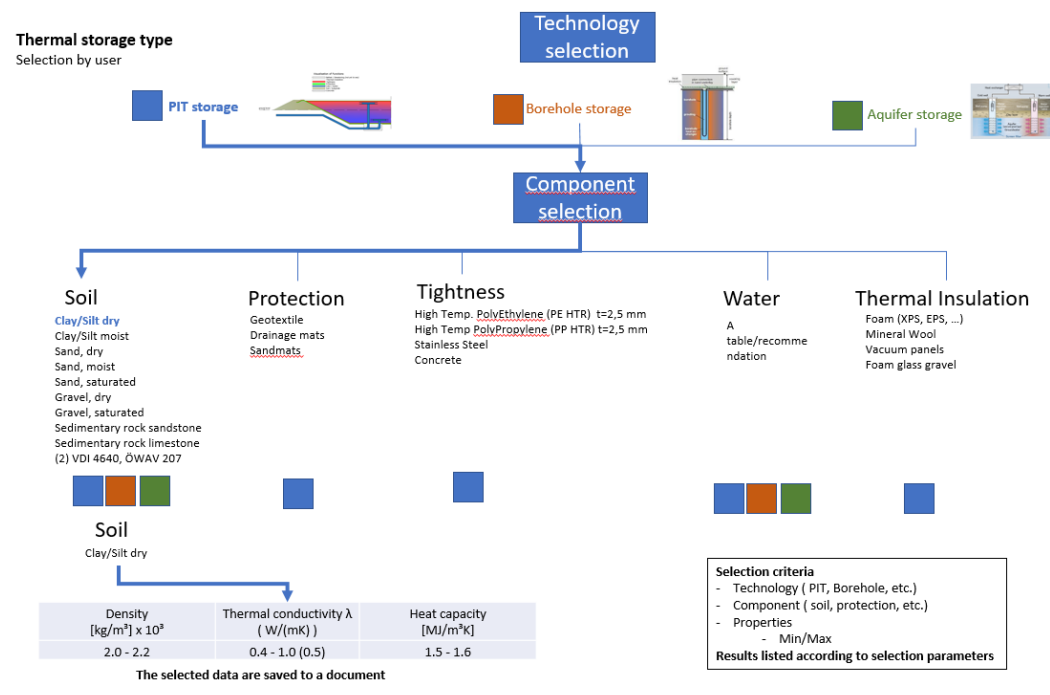 Technology
selection
Thermal storage type
Selection by user
PIT storage
Borehole storage
Aquifer storage
Component
selection
Soil
Clay/Silt dry
Clay/Silt moist
Sand, dry
Sand, moist
Sand, saturated
Gravel, dry
Gravel, saturated
Sedimentary rock sandstone
Sedimentary rock limestone
(2) VDI 4640, ÖWAV 207
Protection
Geotextile
Drainage mats
Sandmats
Tightness
High Temp. PolyEthylene (PE HTR) t=2,5 mm
High Temp PolyPropylene (PP HTR) t=2,5 mm
Stainless Steel
Concrete
Water
A
table/recomme
ndation
Thermal Insulation
Foam (XPS, EPS, ...)
Mineral Wool
Vacuum panels
Foam glass gravel
Soil
Clay/Silt dry
Density
[kg/m³] x 10³
Thermal conductivity λ
( W/(mK) )
Heat capacity
[MJ/m³K]
2.0 - 2.2
0.4 - 1.0 (0.5)
1.5 - 1.6
The selected data are saved to a document
Selection criteria
- Technology ( PIT, Borehole, etc.)
- Component ( soil, protection, etc.)
- Properties
- Min/Max
Results listed according to selection parameters